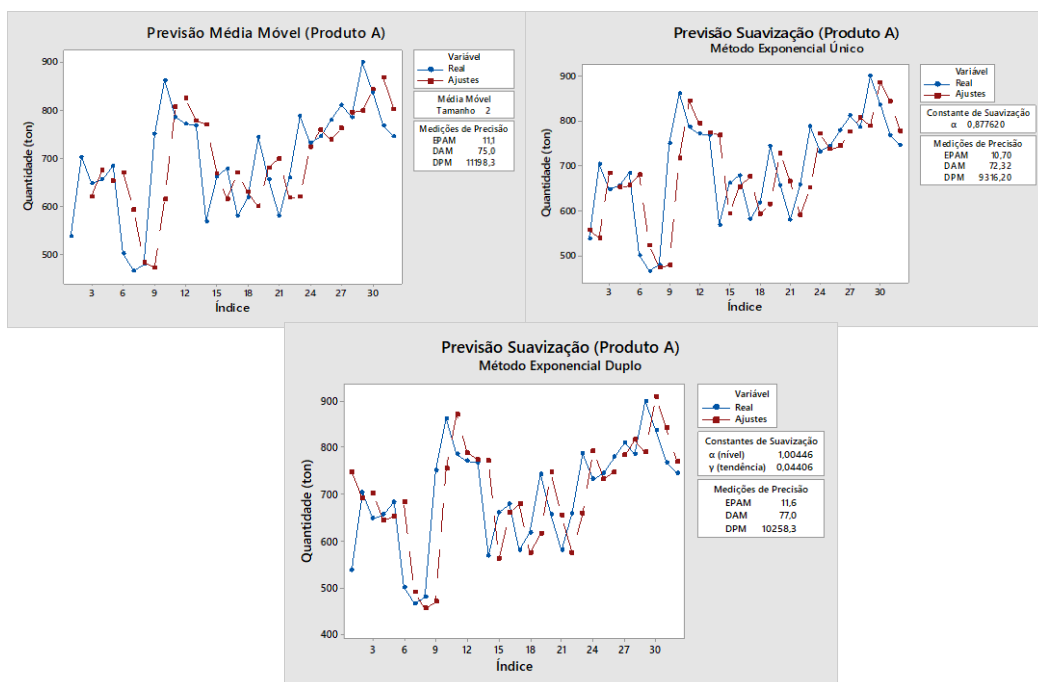 Previsão Média Móvel (Produto A)
Quantidade (ton)
900
800
700
600
500
3 6 9 12 15 18 21 24 27 30
Índice
Variável
Real
Ajustes
Média Móvel
Tamanho 2
Medições de Precisão
EPAM 11,1
DAM 75,0
DPM 11198,3
Previsão Suavização (Produto A)
Método Exponencial Único
Quantidade (ton)
900
800
700
600
500
3 6 9 12 15 18 21 24 27 30
Índice
Variável
Real
Ajustes
Constante de Suavização
α 0,877620
Medições de Precisão
EPAM 10,70
DAM 72,32
DPM 9316,20
Previsão Suavização (Produto A)
Método Exponencial Duplo
Quantidade (ton)
900
800
700
600
500
400
3 6 9 12 15 18 21 24 27 30
Índice
Variável
Real
Ajustes
Constantes de Suavização
α (nível) 1,00446
γ (tendência) 0,04406
Medições de Precisão
EPAM 11,6
DAM 77,0
DPM 10258,3